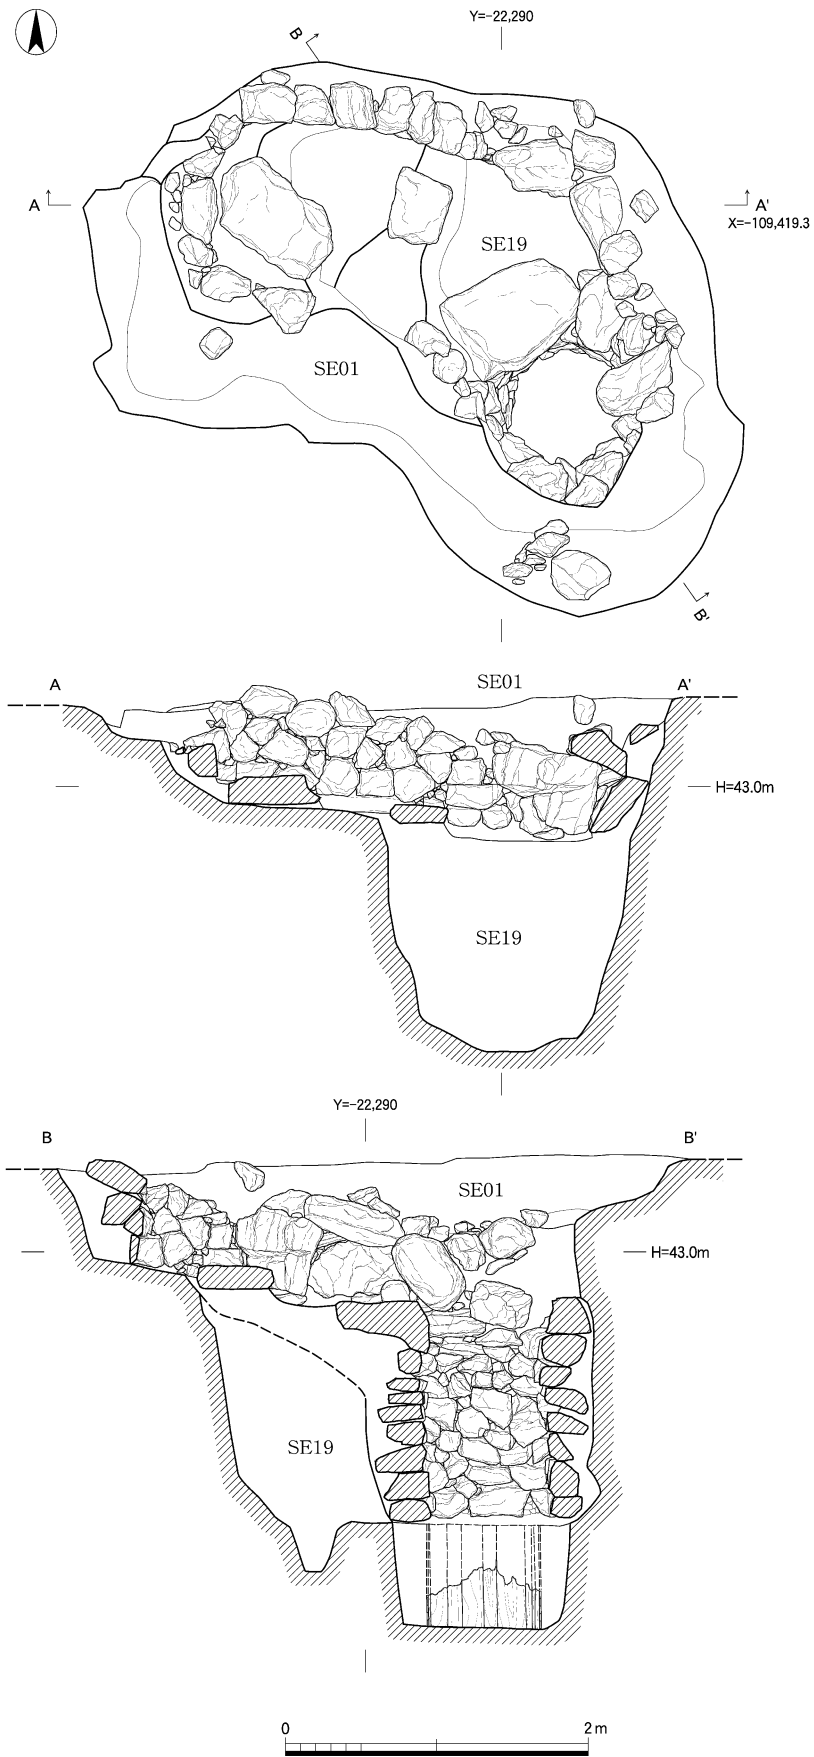 Y=-22,290
B
A
A'
X=-109,419.3
SE19
SE01
B'
SE01
A
A'
H=43.0m
SE19
Y=-22,290
B
B'
SE01
H=43.0m
SE19
0
2m